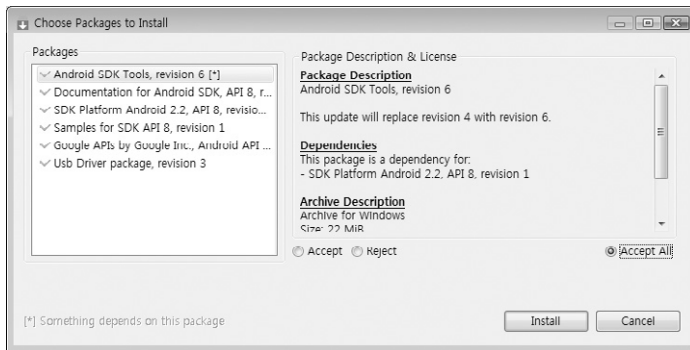 Choose Packages to Install
Packages
Android SDK Tools, revision 6 [*]
Documentation for Android SDK, API 8, r...
SDK Platform Android 2.2, API 8, revisio...
Samples for SDK API 8, revision 1
Google APIs by Google Inc., Android API ...
Usb Driver package, revision 3
Package Description & License
Package Description
Android SDK Tools, revision 6
This update will replace revision 4 with revision 6.
Dependencies
This package is a dependency for:
- SDK Platform Android 2.2, API 8, revision 1
Archive Description
Archive for Windows
Size: 22 MiB
Accept Reject Accept All
[*] Something depends on this package
Install Cancel